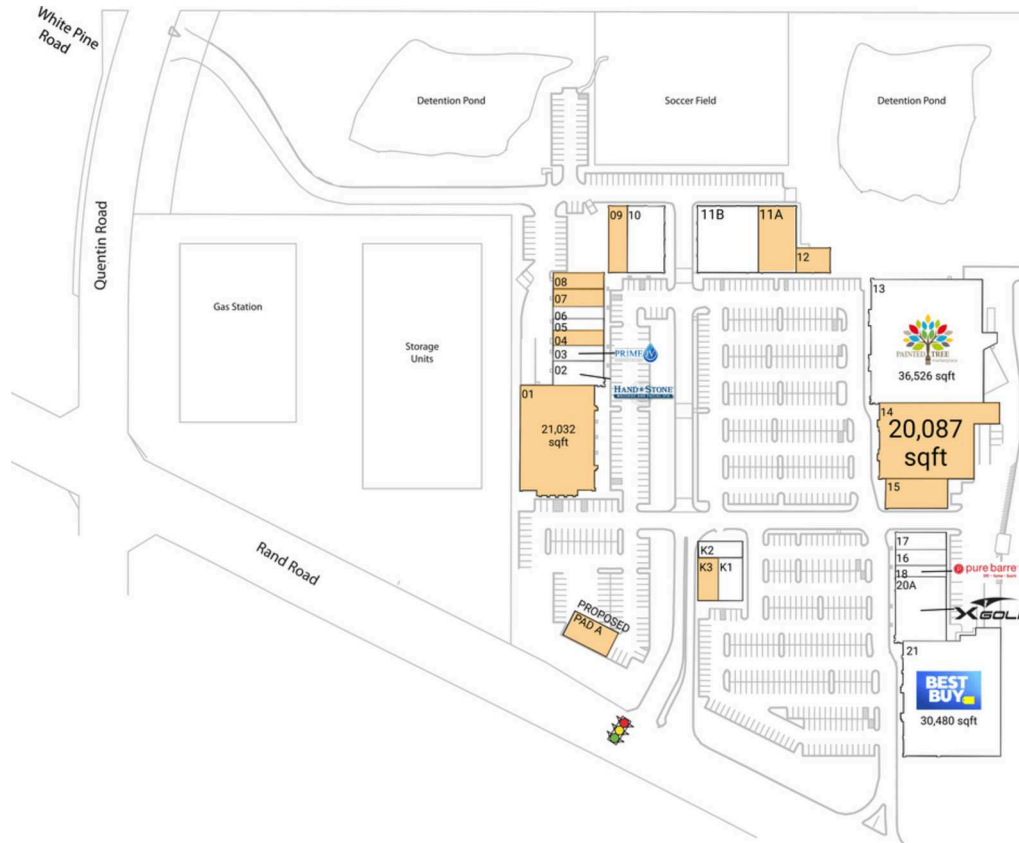 White Pine
Road
Detention Pond
Soccer Field
Detention Pond
Quentin Road
09
10
11B
11A
12
Gas Station
Storage
Units
08
07
06
05
04
03
02
PRIME IV
HAND & STONE
01
21,032
sqft
13
PAINTED TREE
36,526 sqft
14
20,087
sqft
15
Rand Road
K2
K3
K1
17
16
18
pure barre
20A
XGOLF
PROPOSED
PAD A
21
BEST
BUY
30,480 sqft